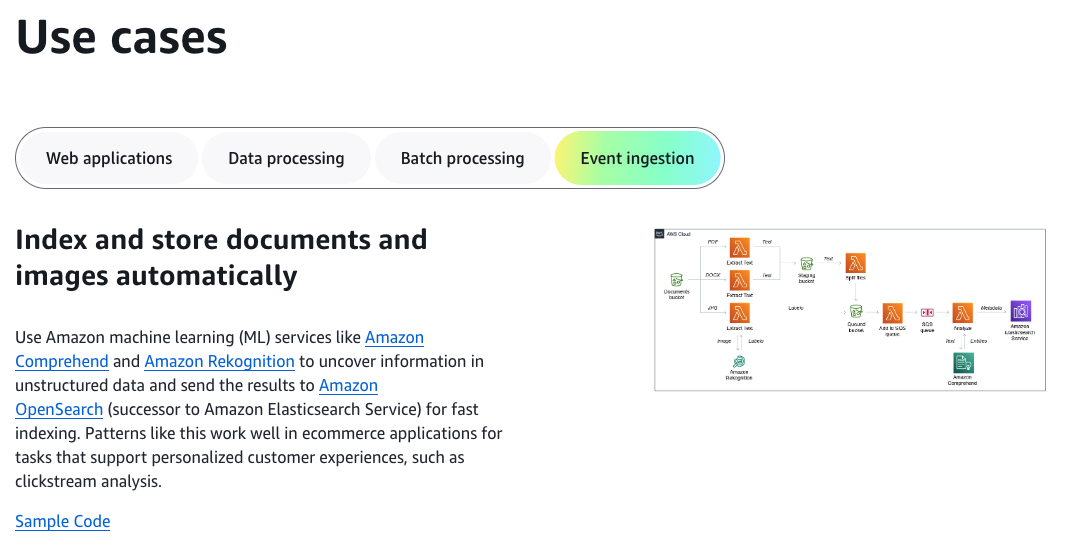 Use cases
Web applications
Data processing
Batch processing
Event ingestion
Index and store documents and
images automatically
Use Amazon machine learning (ML) services like Amazon
Comprehend and Amazon Rekognition to uncover information in
unstructured data and send the results to Amazon
OpenSearch (successor to Amazon Elasticsearch Service) for fast
indexing. Patterns like this work well in ecommerce applications for
tasks that support personalized customer experiences, such as
clickstream analysis.
Sample Code
AWS Cloud
PDF
Text
Extract Text
Documents
bucket
DOCX
Text
Extract Text
Staging
bucket
Text
Split files
JPG
Labels
Extract Text
Queued
bucket
Add to SQS
queue
SQS
queue
Analyze
Metadata
Amazon
Elasticsearch
Service
Image
Labels
Amazon
Rekognition
Text
Entities
Amazon
Comprehend